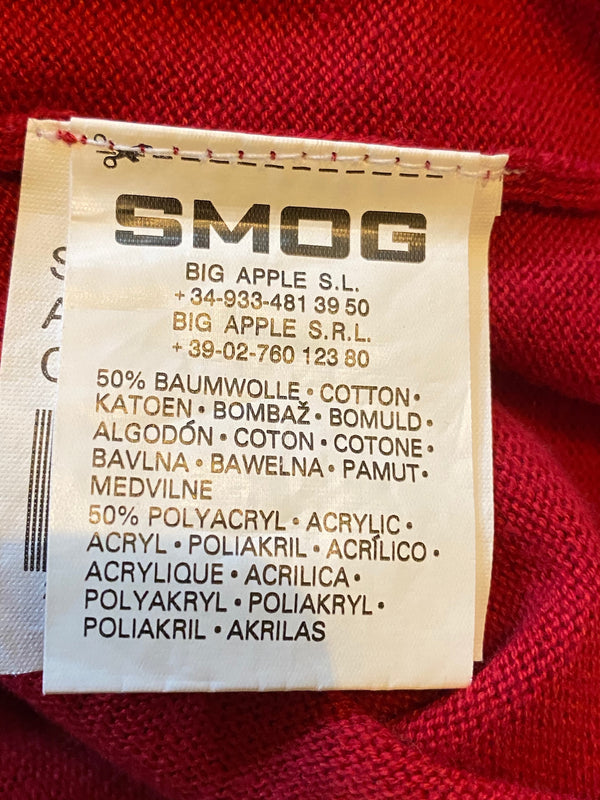 SMOG
BIG APPLE S.L.
+34-933-481 39 50
BIG APPLE S.R.L.
+39-02-760 123 80
50% BAUMWOLLE • COTTON •
KATOEN • BOMBAŽ • BOMULD •
ALGODÓN • COTON • COTONE •
BAVLNA • BAWELNA • PAMUT •
MEDVILNE
50% POLYACRYL • ACRYLIC •
ACRYL • POLIAKRIL • ACRÍLICO •
ACRYLIQUE • ACRILICA •
POLYAKRYL • POLIAKRYL •
POLIAKRIL • AKRILAS